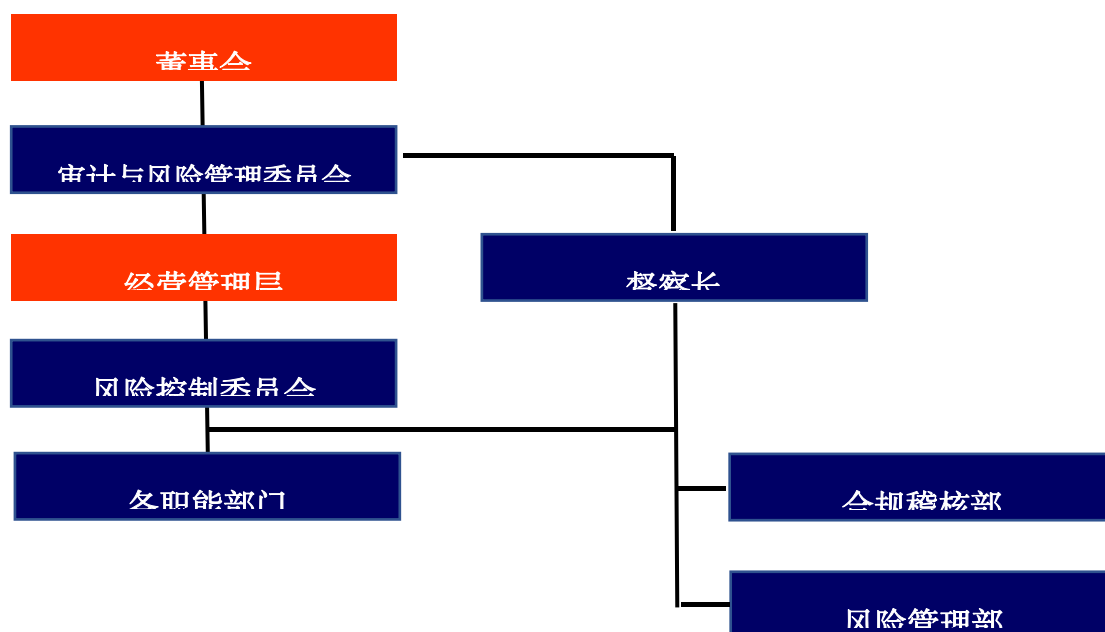 董事会
审计与风险管理委员会
经营管理层
督察长
风险控制委员会
各职能部门
合规稽核部
风险管理部